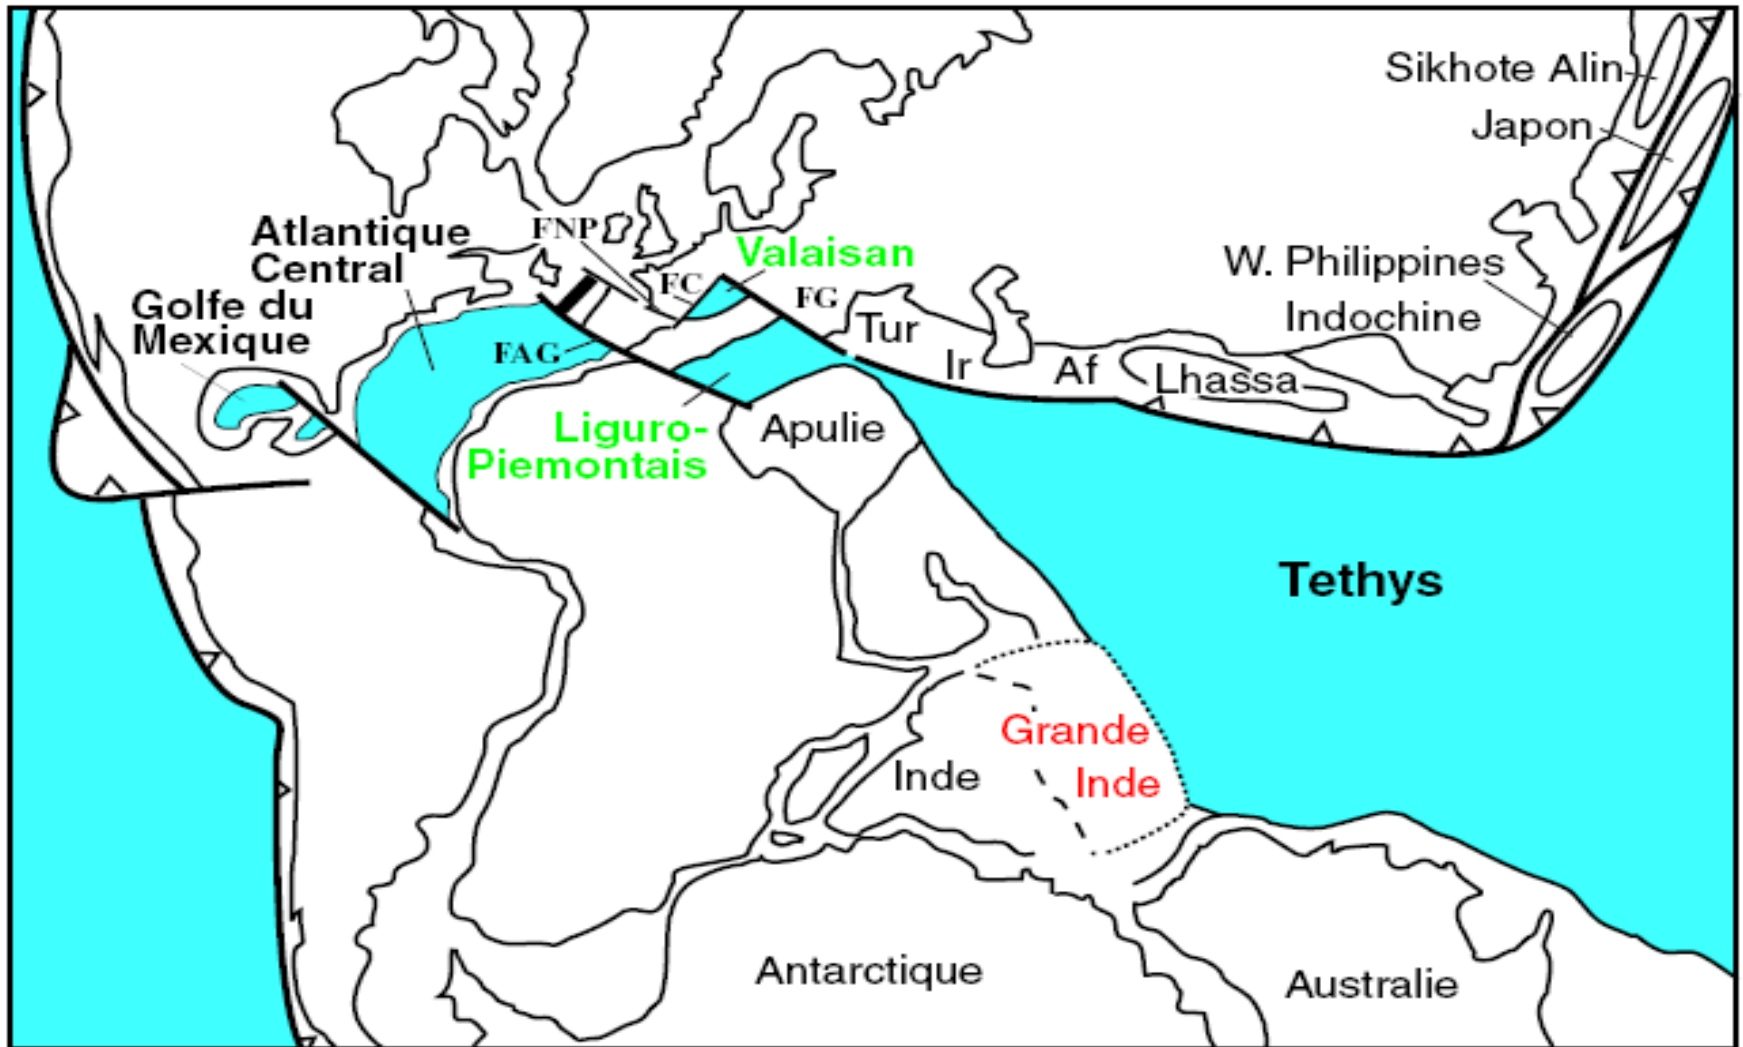 Sikhote Alin
Japon
FNP
Atlantique
Central
Valaisan
W. Philippines
Indochine
FC
FG
Golfe du
Mexique
Tur
FAG
Ir
Af
Lhassa
Liguro-
Piemontais
Apulie
Tethys
Grande
Inde
Inde
Antarctique
Australie